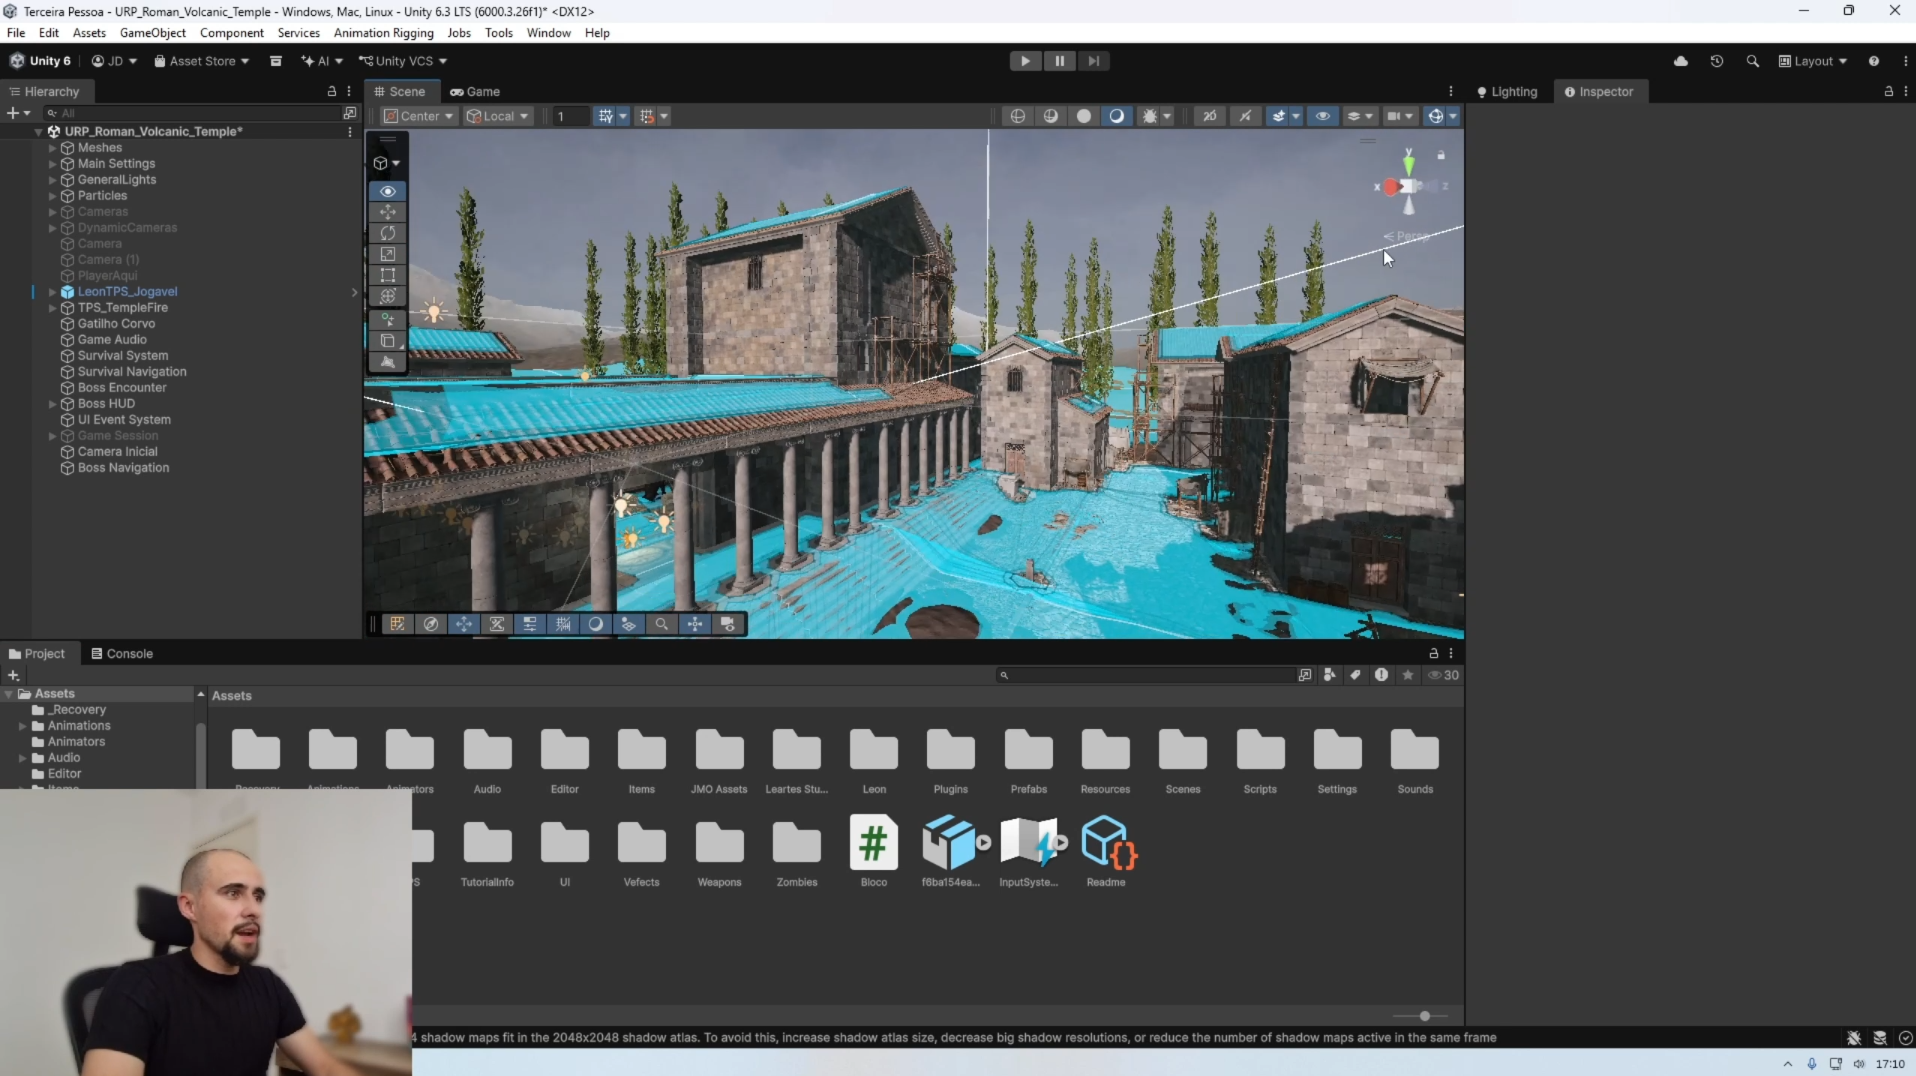 Terceira Pessoa - URP_Roman_Volcanic_Temple - Windows, Mac, Linux - Unity 6.3 LTS (6000.3.26f1)* <DX12>
File Edit Assets GameObject Component Services Animation Rigging Jobs Tools Window Help
Unity 6 JD Asset Store AI Unity VCS Layout
Hierarchy
All
URP_Roman_Volcanic_Temple*
Meshes
Main Settings
GeneralLights
Particles
Cameras
DynamicCameras
Camera
Camera (1)
PlayerAqui
LeonTPS_Jogavel
TPS_TempleFire
Gatilho Corvo
Game Audio
Survival System
Survival Navigation
Boss Encounter
Boss HUD
UI Event System
Game Session
Camera Inicial
Boss Navigation
Scene Game
Center Local 1
2D
y
x z
Persp
Lighting Inspector
Project Console
30
Assets
_Recovery
Animations
Animators
Audio
Editor
Items
Assets
_Recovery Animations Animators Audio Editor Items JMO Assets Leartes Stu... Leon Plugins Prefabs Resources Scenes Scripts Settings Sounds
TutorialInfo UI Vefects Weapons Zombies Bloco f6ba154ea... InputSyste... Readme
4 shadow maps fit in the 2048x2048 shadow atlas. To avoid this, increase shadow atlas size, decrease big shadow resolutions, or reduce the number of shadow maps active in the same frame
17:10